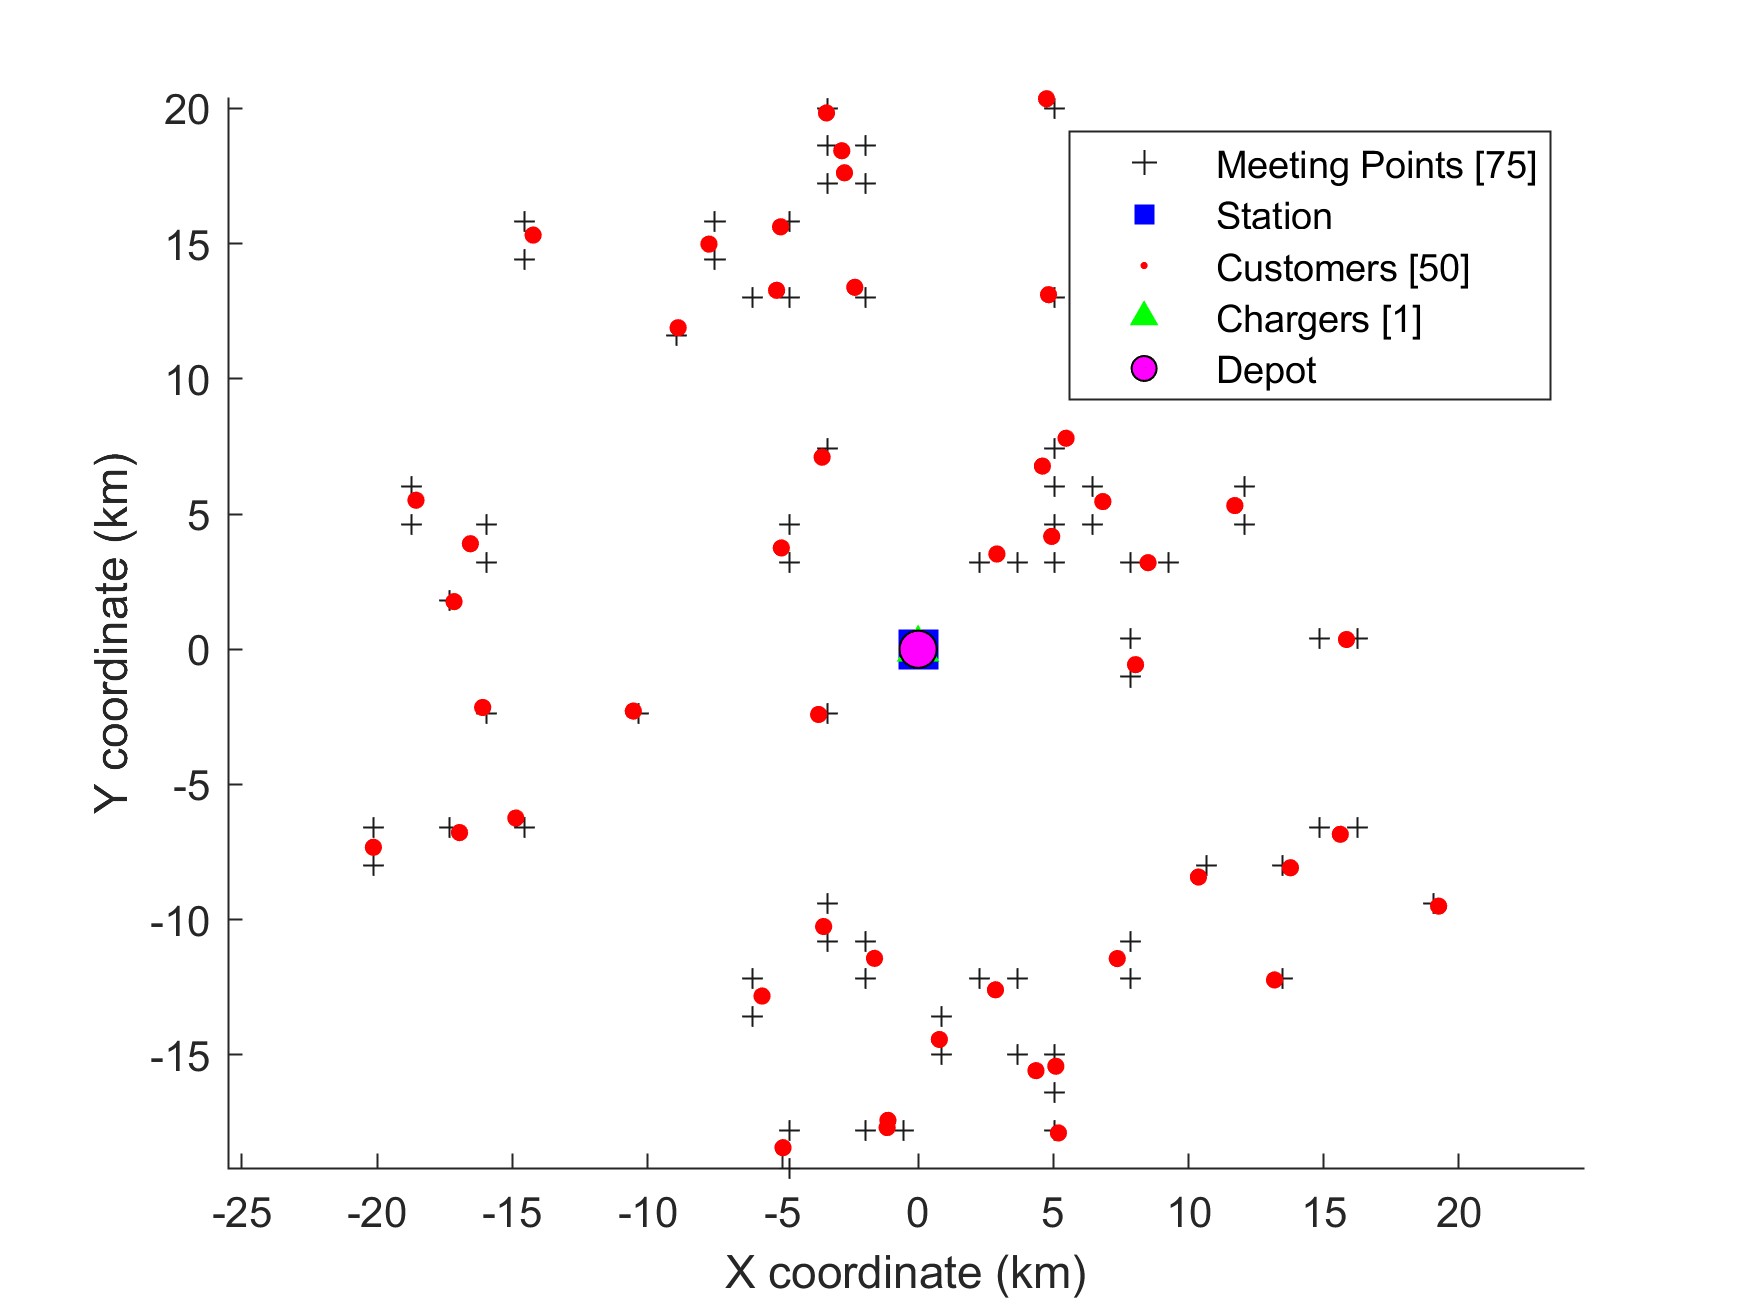 20
15
10
5
0
-5
-10
-15
Y coordinate (km)
Meeting Points [75]
Station
Customers [50]
Chargers [1]
Depot
-25 -20 -15 -10 -5 0 5 10 15 20
X coordinate (km)